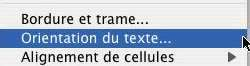 Bordure et trame...
Orientation du texte...
Alignement de cellules